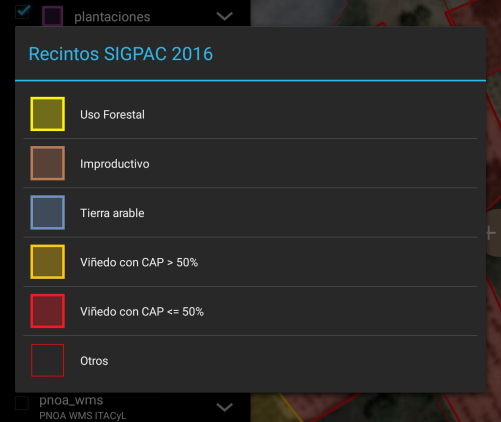 plantaciones
Recintos SIGPAC 2016
Uso Forestal
Improductivo
Tierra arable
Viñedo con CAP > 50%
Viñedo con CAP <= 50%
Otros
pnoa_wms
PNOA WMS ITACyL